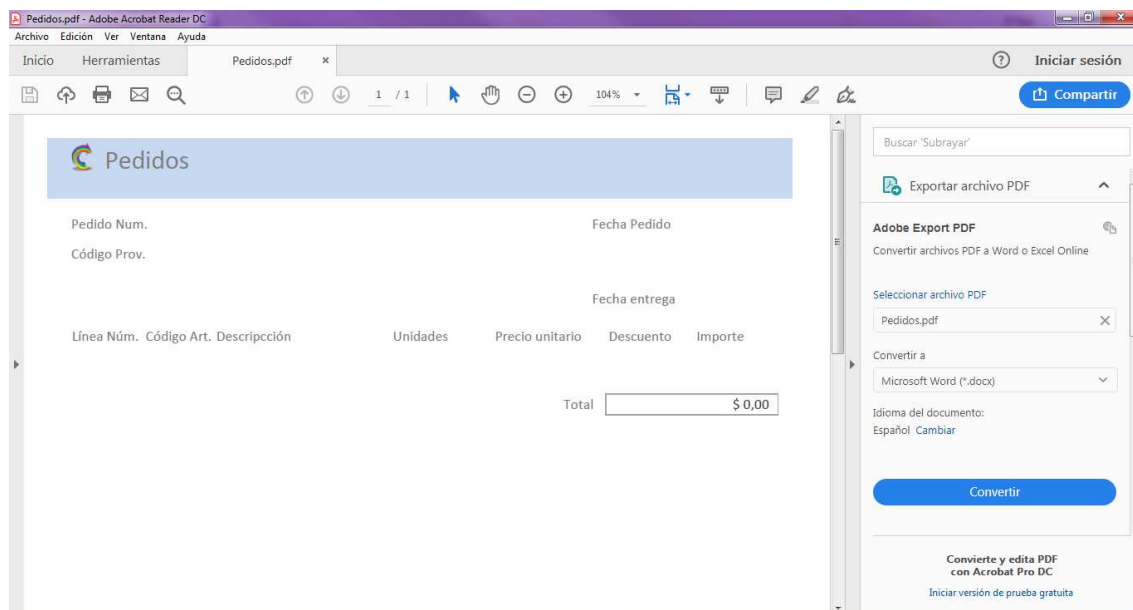 Pedidos.pdf - Adobe Acrobat Reader DC
Archivo Edición Ver Ventana Ayuda
Inicio Herramientas Pedidos.pdf × ? Iniciar sesión
1 / 1 104% Compartir
Pedidos
Pedido Num. Fecha Pedido
Código Prov.
Fecha entrega
Línea Núm. Código Art. Descripcción Unidades Precio unitario Descuento Importe
Total $ 0,00
Buscar 'Subrayar'
Exportar archivo PDF
Adobe Export PDF
Convertir archivos PDF a Word o Excel Online
Seleccionar archivo PDF
Pedidos.pdf
Convertir a
Microsoft Word (*.docx)
Idioma del documento:
Español Cambiar
Convertir
Convierte y edita PDF
con Acrobat Pro DC
Iniciar versión de prueba gratuita